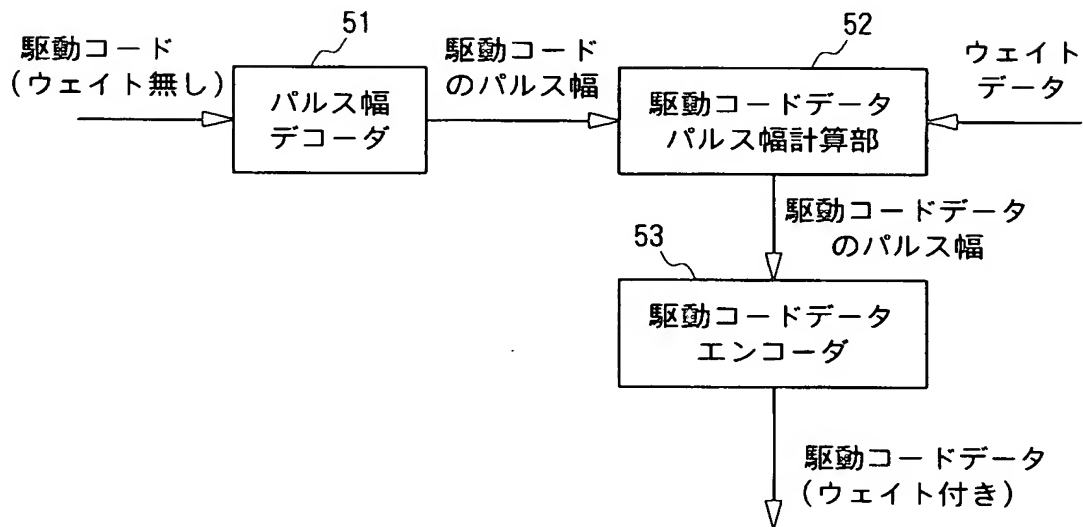 駆動コード
(ウェイト無し)
51
パルス幅
デコーダ
駆動コード
のパルス幅
52
駆動コードデータ
パルス幅計算部
ウェイト
データ
駆動コードデータ
のパルス幅
53
駆動コードデータ
エンコーダ
駆動コードデータ
(ウェイト付き)